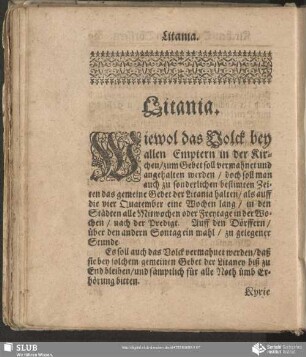 Litania.
Litania.
Wiewol das Volck bey
allen Emptern in der Kir-
chen/zum Gebet soll vermahnet und
angehalten werden / doch soll man
auch zu sonderlichen bestimten Zei-
ten das gemeine Gebet der Litania halten/als auff
die vier Quatember eine Wochen lang / in den
Städten alle Mitwochen oder Freytage in der Wo-
chen / nach der Predigt. Auff den Dörffern/
über den andern Sontag ein mahl / zu gelegener
Stunde
Es soll auch das Volck vermahnet werden/daß
sie bey solchem gemeinen Gebet der Litaney biß zu
End bleiben/und sämptlich für alle Noth umb Er-
hörung bitten.
Kyrie
SLUB
Wir führen Wissen.